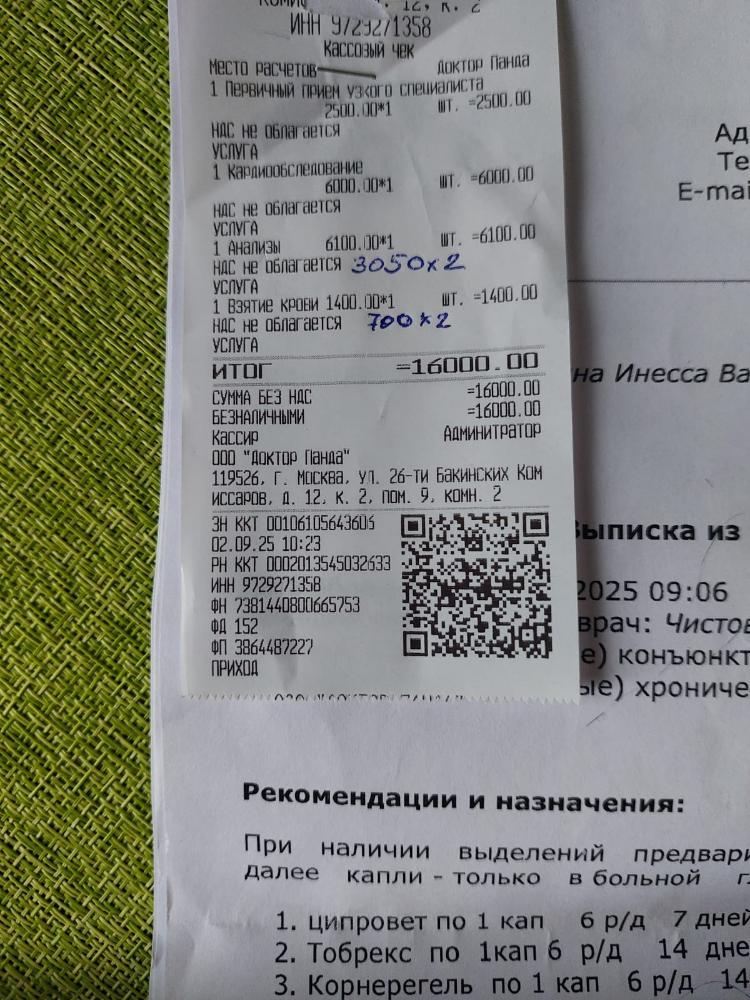 12, к. 2
ИНН 9729271358
Кассовый чек
Место расчетов Доктор Панда
1 Первичный прием узкого специалиста
2500.00*1 шт. =2500.00
НДС не облагается
УСЛУГА
1 Кардиообследование
6000.00*1 шт. =6000.00
НДС не облагается
УСЛУГА
1 Анализы 6100.00*1 шт. =6100.00
НДС не облагается 3050x2
УСЛУГА
1 Взятие крови 1400.00*1 шт. =1400.00
НДС не облагается 700x2
УСЛУГА
ИТОГ =16000.00
СУММА БЕЗ НДС =16000.00
БЕЗНАЛИЧНЫМИ =16000.00
Кассир Админитратор
ООО "Доктор Панда"
119526, г. Москва, ул. 26-ти Бакинских Ком
иссаров, д. 12, к. 2, пом. 9, комн. 2
ЗН ККТ 00106105643606
02.09.25 10:23
РН ККТ 0002013545032633
ИНН 9729271358
ФН 7381440800665753
ФД 152
ФП 3864487227
ПРИХОД
Ад
Те
E-mai
на Инесса Ва
Выписка из
2025 09:06
врач: Чистов
е) конъюнкт
ые) хрониче
Рекомендации и назначения:
При наличии выделений предвари
далее капли - только в больной г
1. ципровет по 1 кап 6 р/д 7 дней
2. Тобрекс по 1кап 6 р/д 14 дне
3. Корнерегель по 1 кап 6 р/д 14